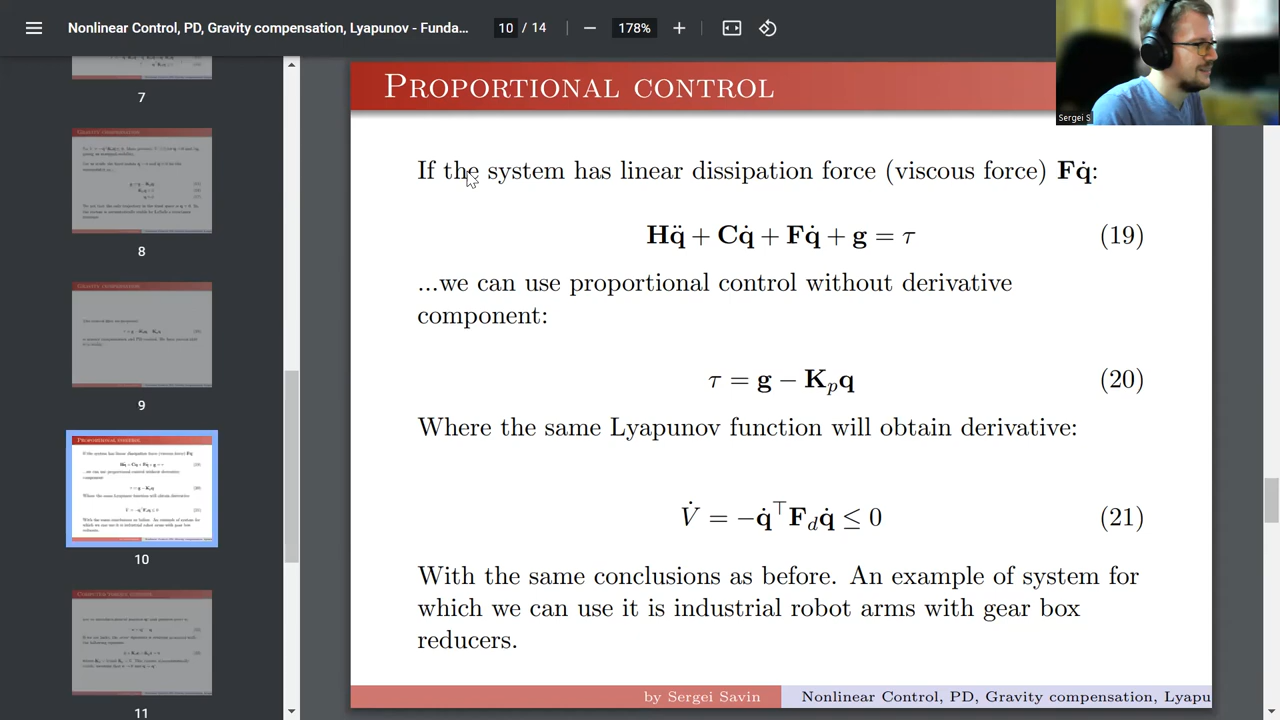 Nonlinear Control, PD, Gravity compensation, Lyapunov - Funda...
10 / 14
178%
Sergei S
7
8
9
10
11
PROPORTIONAL CONTROL
If the system has linear dissipation force (viscous force) Fq̇:
Hq̈ + Cq̇ + Fq̇ + g = τ (19)
...we can use proportional control without derivative
component:
τ = g − Kₚq (20)
Where the same Lyapunov function will obtain derivative:
V̇ = −q̇⊤F_dq̇ ≤ 0 (21)
With the same conclusions as before. An example of system for
which we can use it is industrial robot arms with gear box
reducers.
by Sergei Savin
Nonlinear Control, PD, Gravity compensation, Lyapu